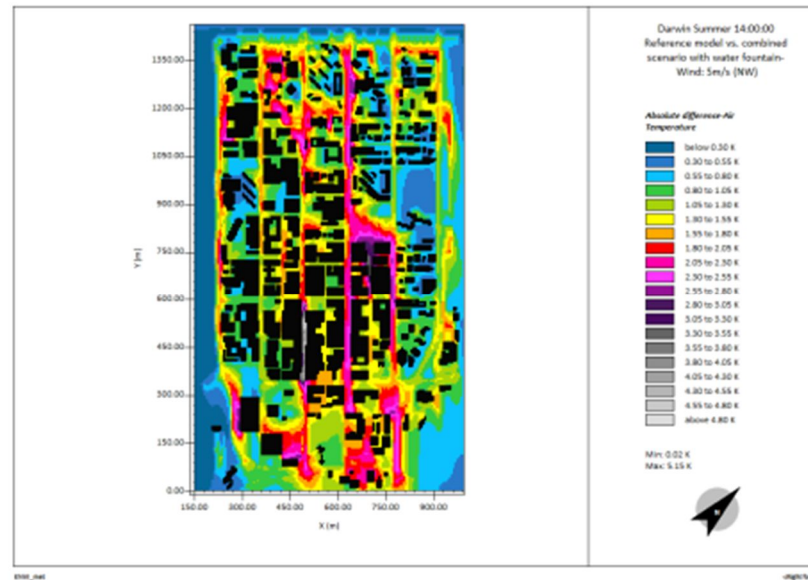 Darwin Summer 14:00:00
Reference model vs. combined
scenario with water fountain-
Wind: 5m/s (NW)
Absolute difference Air
Temperature
below 0.30 K
0.30 to 0.55 K
0.55 to 0.80 K
0.80 to 1.05 K
1.05 to 1.30 K
1.30 to 1.55 K
1.55 to 1.80 K
1.80 to 2.05 K
2.05 to 2.30 K
2.30 to 2.55 K
2.55 to 2.80 K
2.80 to 3.05 K
3.05 to 3.30 K
3.30 to 3.55 K
3.55 to 3.80 K
3.80 to 4.05 K
4.05 to 4.30 K
4.30 to 4.55 K
4.55 to 4.80 K
above 4.80 K
Min: 0.02 K
Max: 5.15 K
N
1350.00
1200.00
1050.00
900.00
750.00
600.00
450.00
300.00
150.00
0.00
Y (m)
150.00 300.00 450.00 600.00 750.00 900.00
X (m)